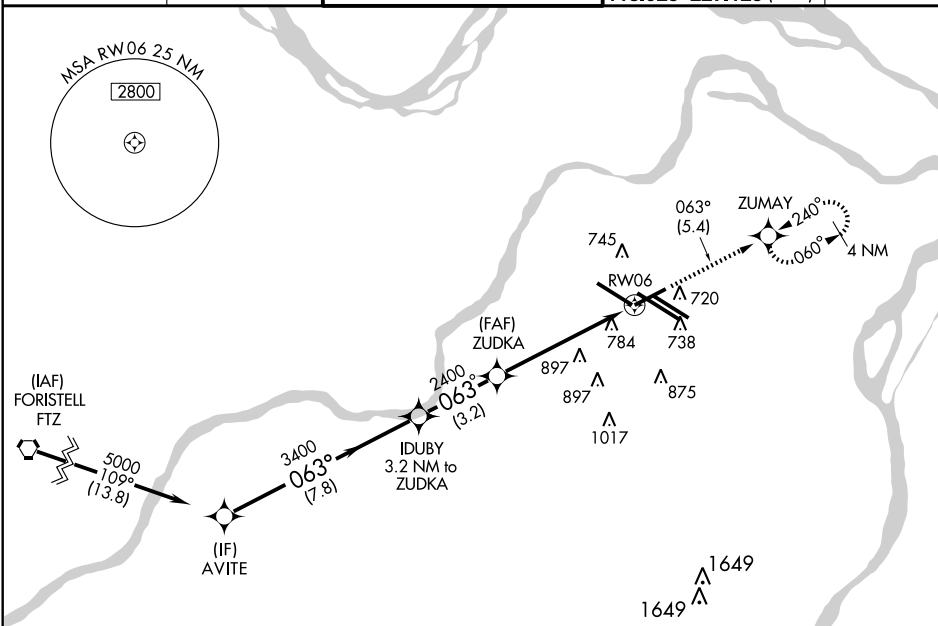 MSA RW06 25 NM
2800
ZUMAY
063°
(5.4)
240°
060°
4 NM
745
RW06
720
(FAF)
ZUDKA
784
738
897
897
875
1017
2400
063°
(3.2)
(IAF)
FORISTELL
FTZ
IDUBY
3.2 NM to
ZUDKA
5000
109°
(13.8)
3400
063°
(7.8)
(IF)
AVITE
1649
1649